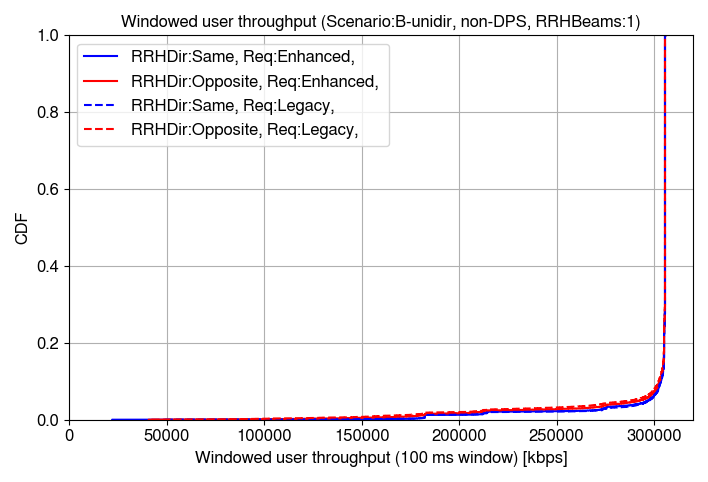 Windowed user throughput (Scenario:B-unidir, non-DPS, RRHBeams:1)
RRHDir:Same, Req:Enhanced,
RRHDir:Opposite, Req:Enhanced,
RRHDir:Same, Req:Legacy,
RRHDir:Opposite, Req:Legacy,
1.0
0.8
0.6
0.4
0.2
0.0
CDF
0 50000 100000 150000 200000 250000 300000
Windowed user throughput (100 ms window) [kbps]